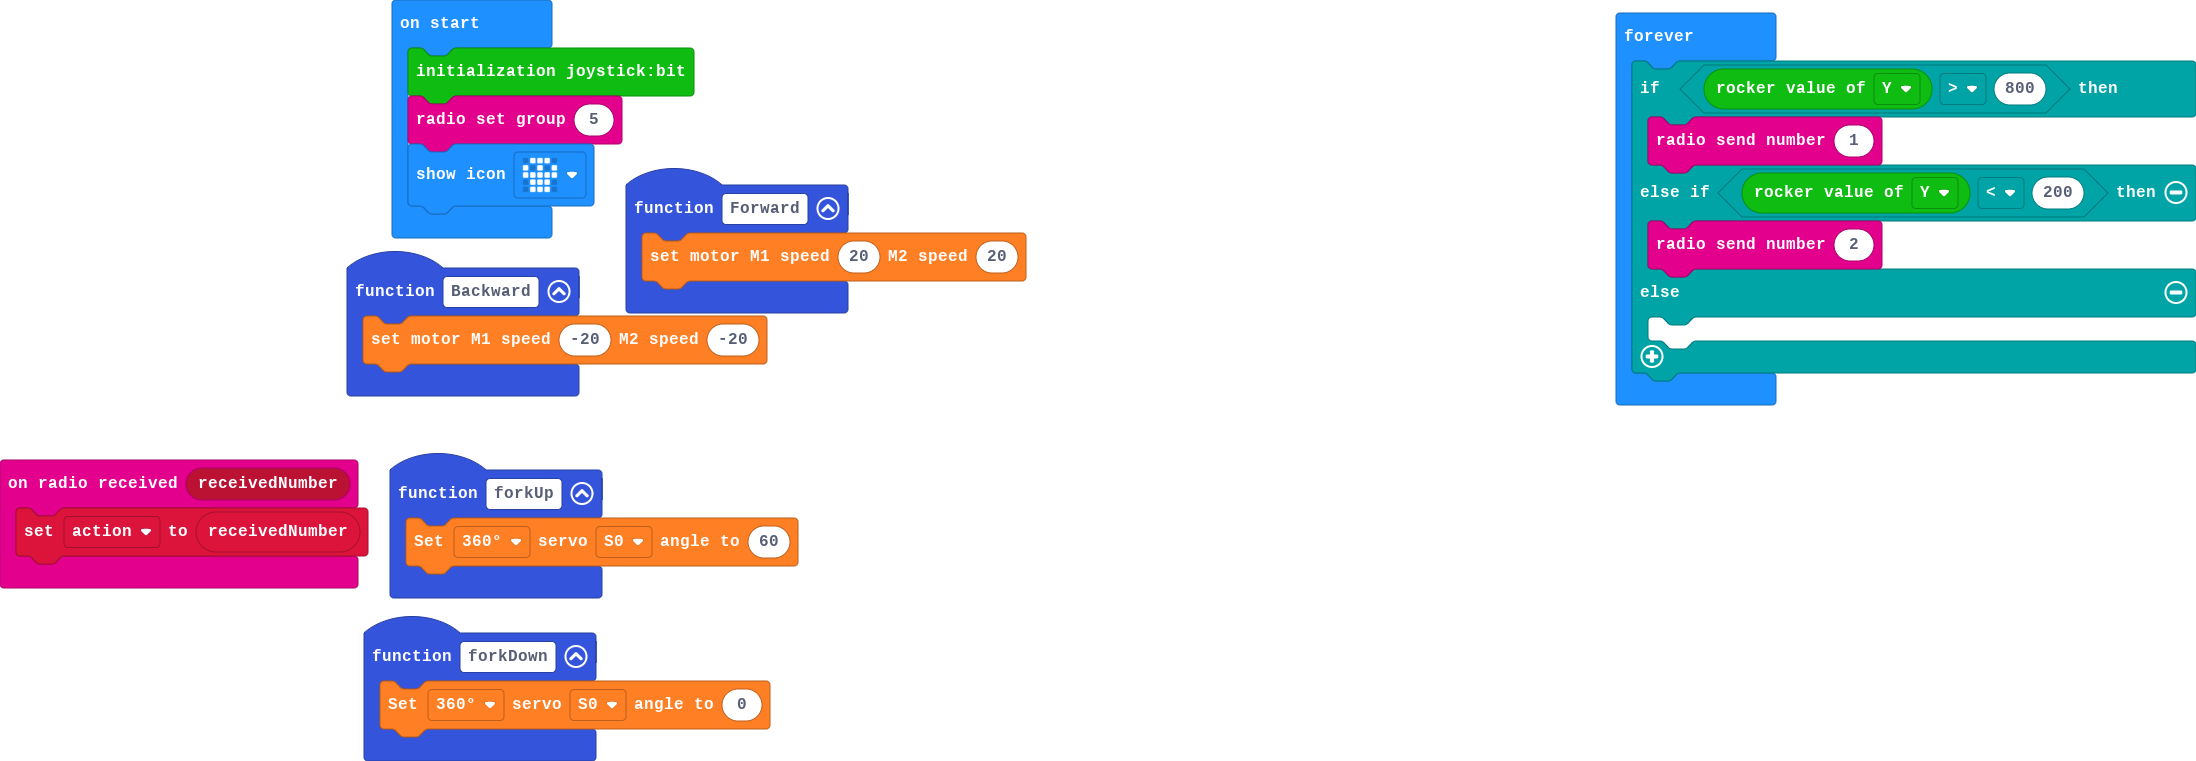 on start
initialization joystick:bit
radio set group 5
show icon
function Forward
set motor M1 speed 20 M2 speed 20
function Backward
set motor M1 speed -20 M2 speed -20
on radio received receivedNumber
set action to receivedNumber
function forkUp
Set 360° servo S0 angle to 60
function forkDown
Set 360° servo S0 angle to 0
forever
if rocker value of Y > 800 then
radio send number 1
else if rocker value of Y < 200 then
radio send number 2
else